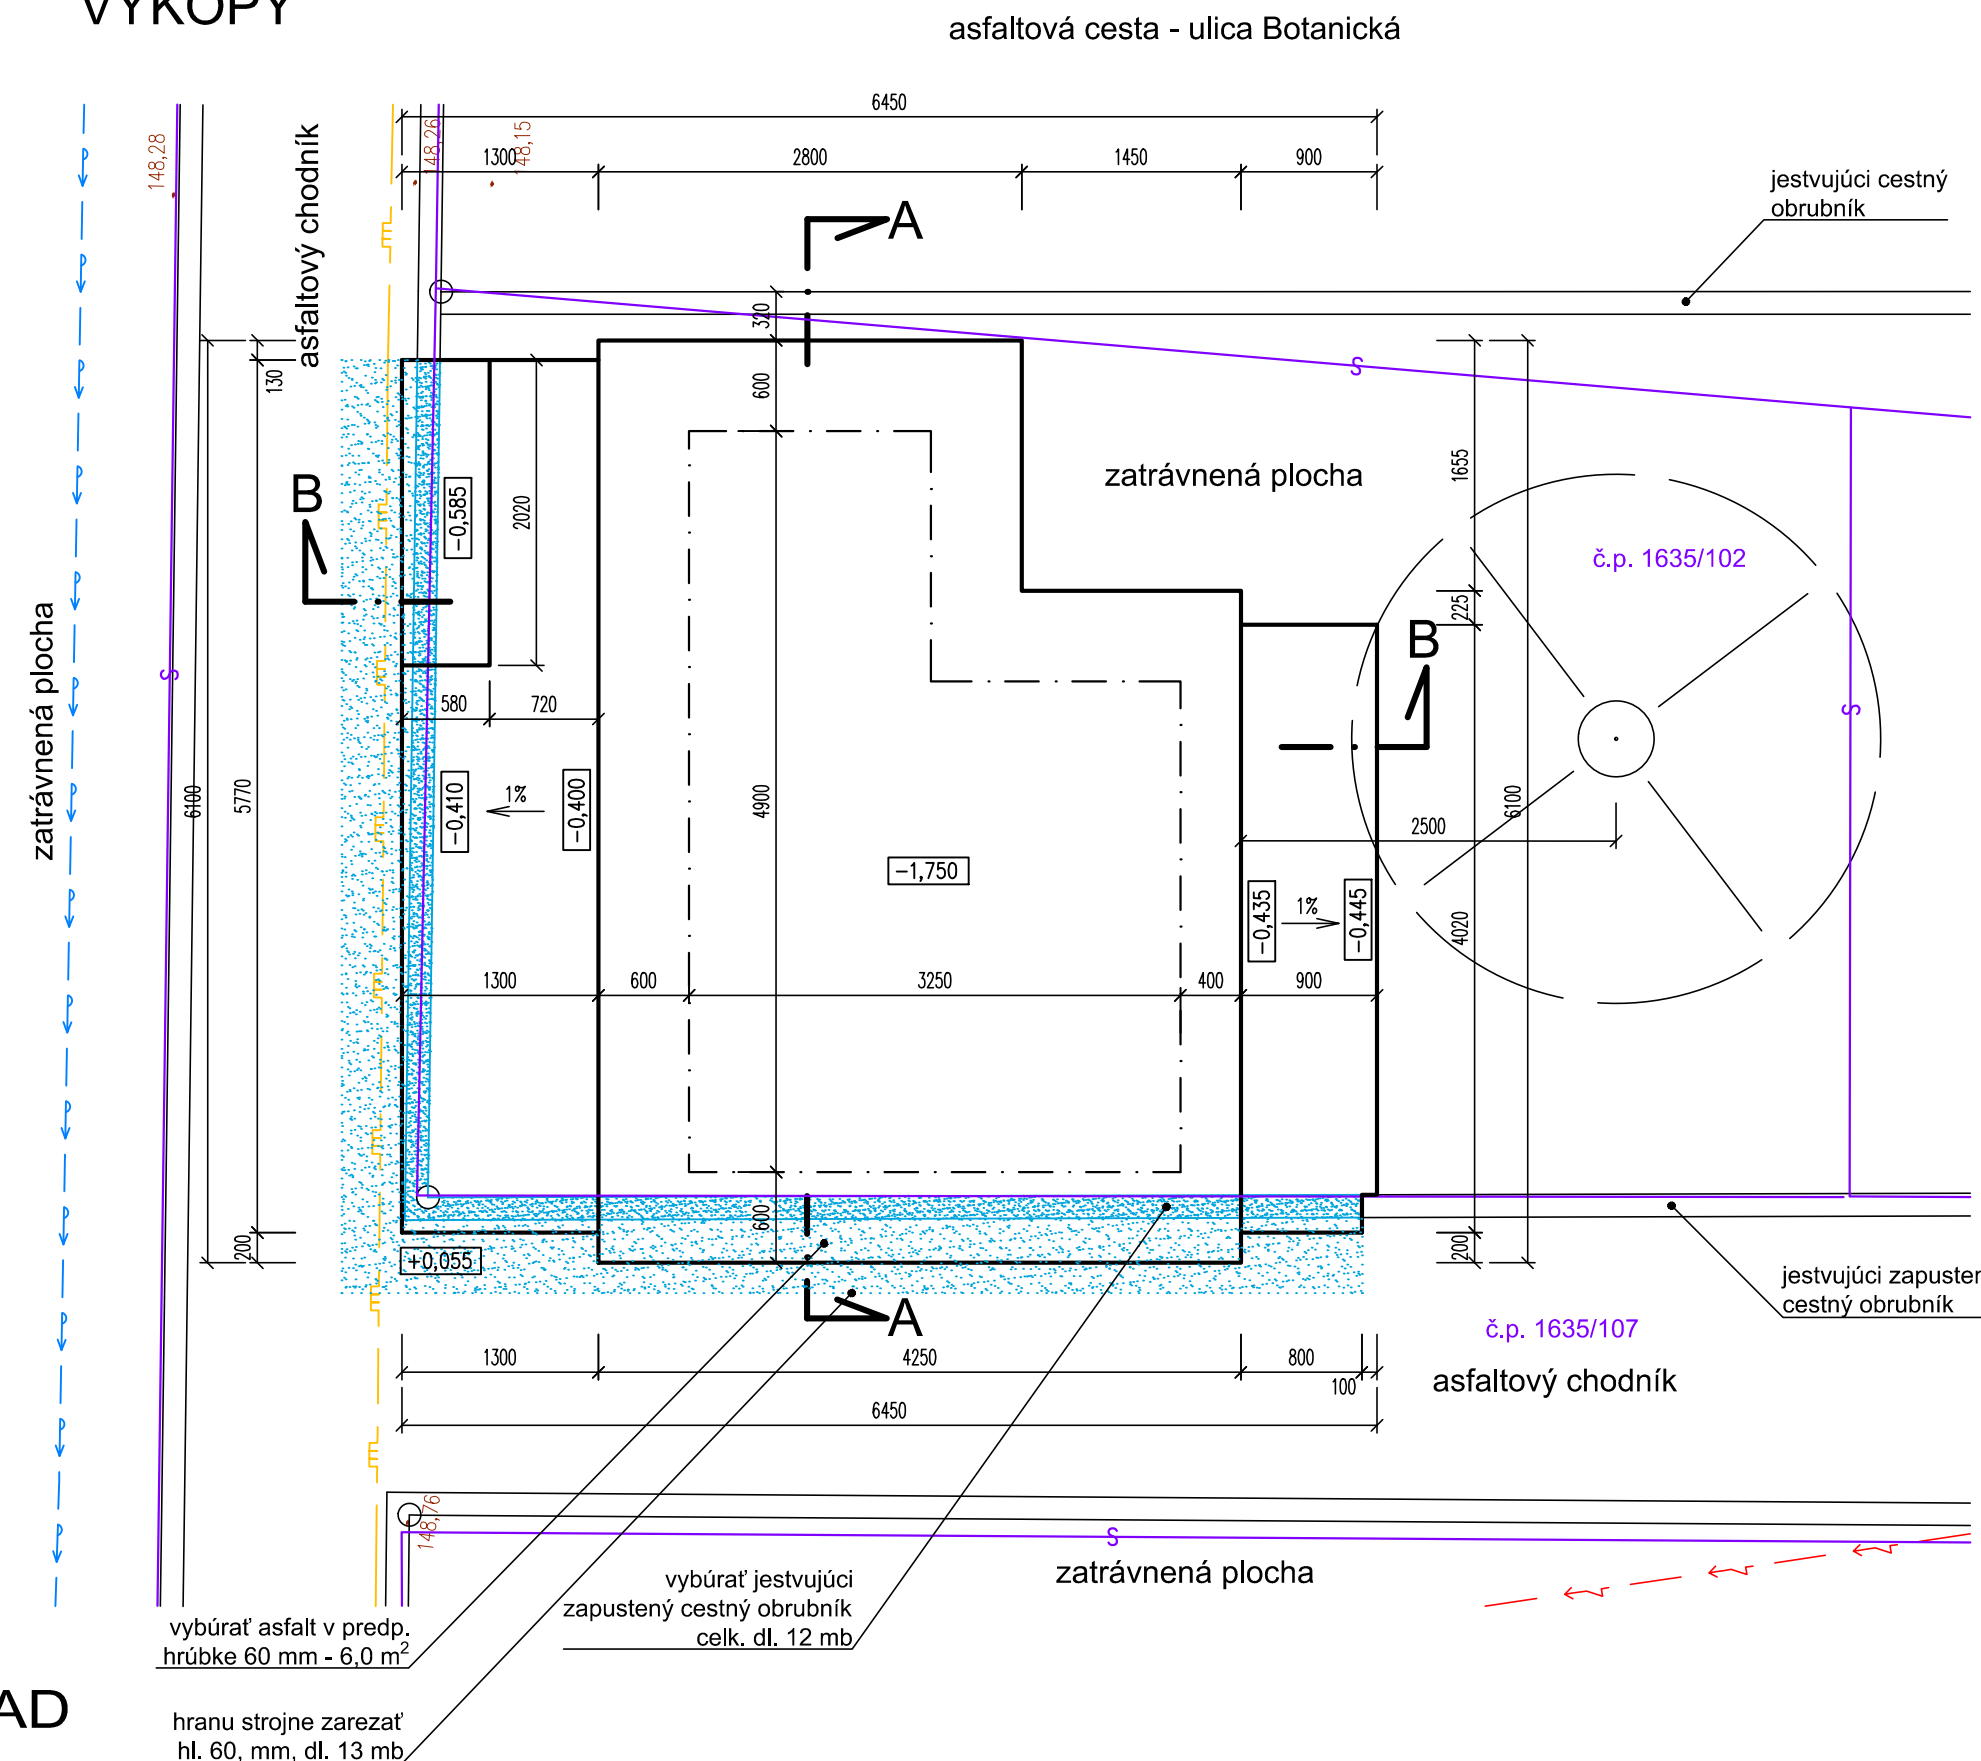 VÝKOPY
asfaltová cesta - ulica Botanická
6450
148,28
148,26
148,15
1300
2800
1450
900
asfaltový chodník
A
jestvujúci cestný
obrubník
320
130
600
S
zatrávnená plocha
1655
B
-0,585
2020
č.p. 1635/102
225
B
zatrávnená plocha
S
S
580
720
6100
5770
-0,410
1%
-0,400
4900
6100
2500
-1,750
-0,435
1%
-0,445
4020
1300
600
3250
400
900
600
200
+0,055
200
A
jestvujúci
cestný obrubník
č.p. 1635/107
1300
4250
800
100
asfaltový chodník
6450
148,76
S
zatrávnená plocha
vybúrať jestvujúci
zapustený cestný obrubník
celk. dl. 12 mb
vybúrať asfalt v predp.
hrúbke 60 mm - 6,0 m²
AD
hranu strojne zarezať
hl. 60, mm, dl. 13 mb